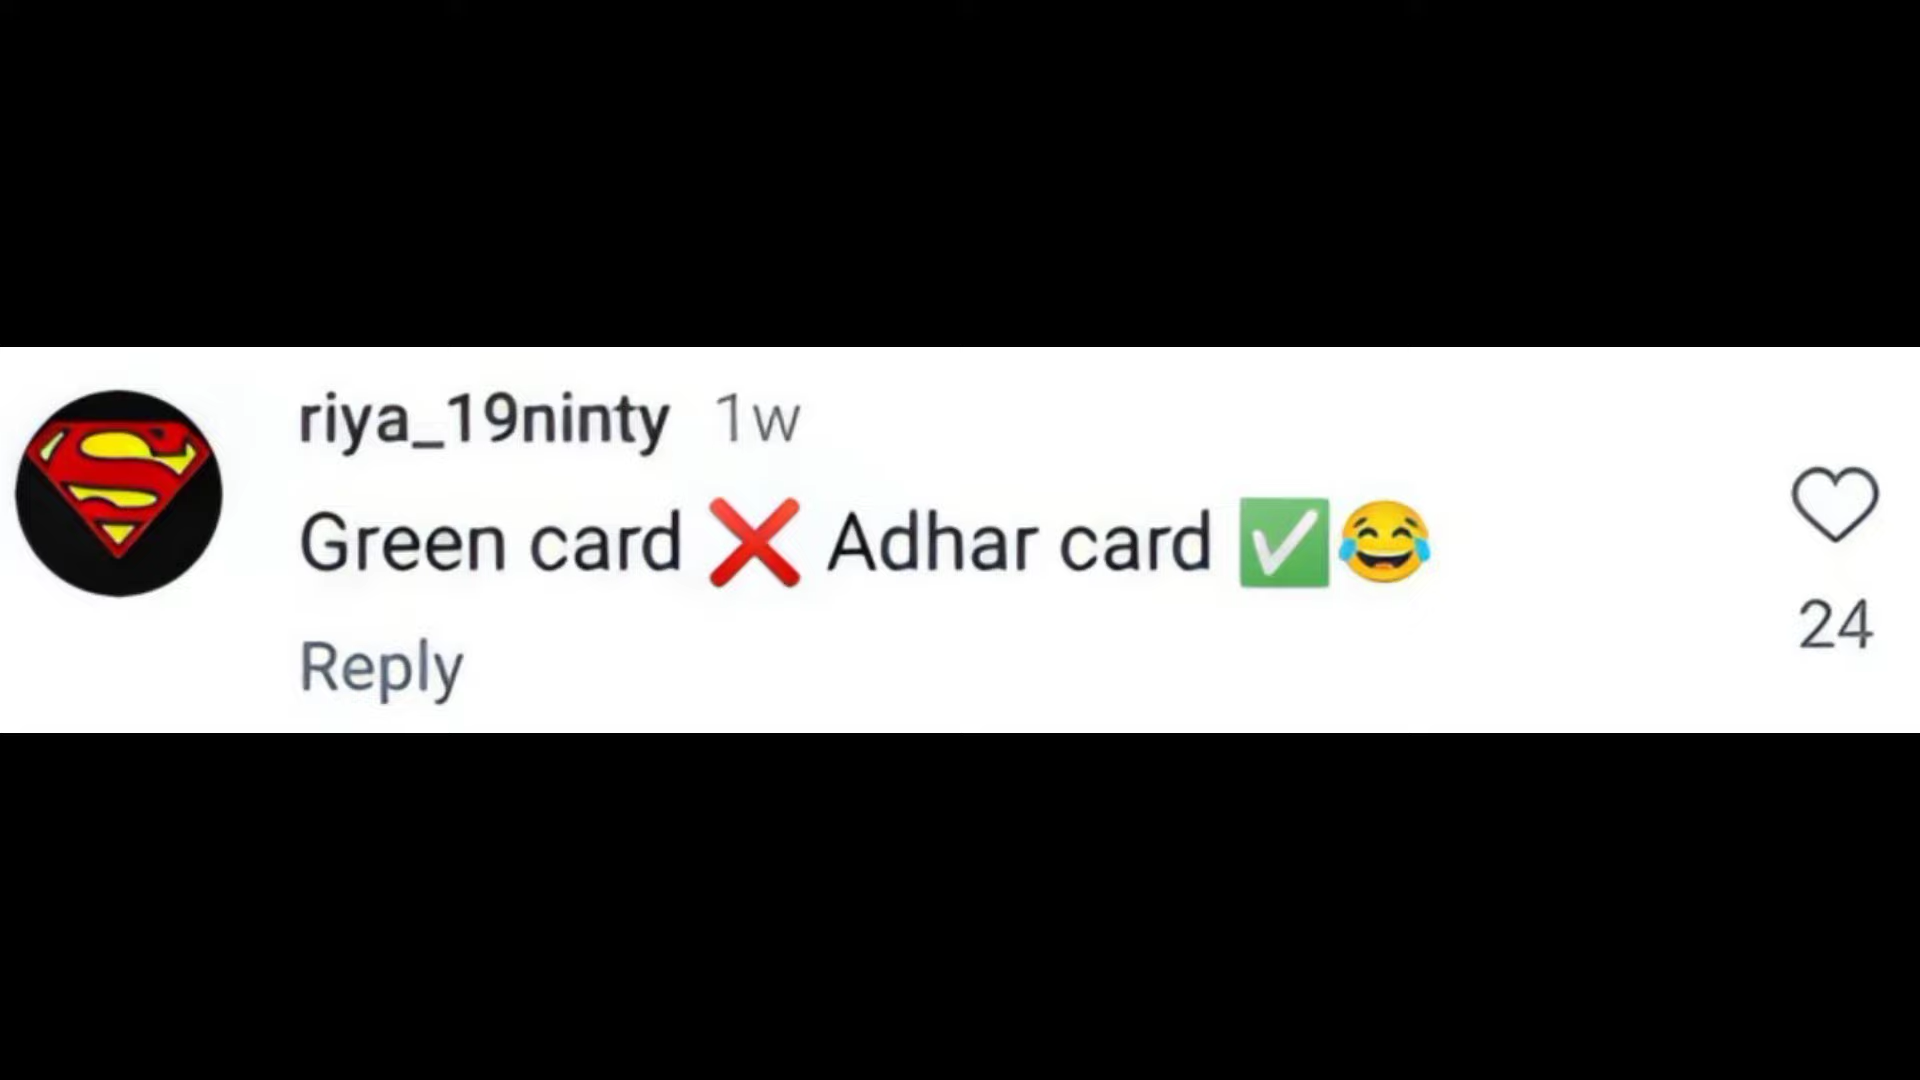 riya_19ninty 1w
Green card ❌ Adhar card ✅😂
Reply
24